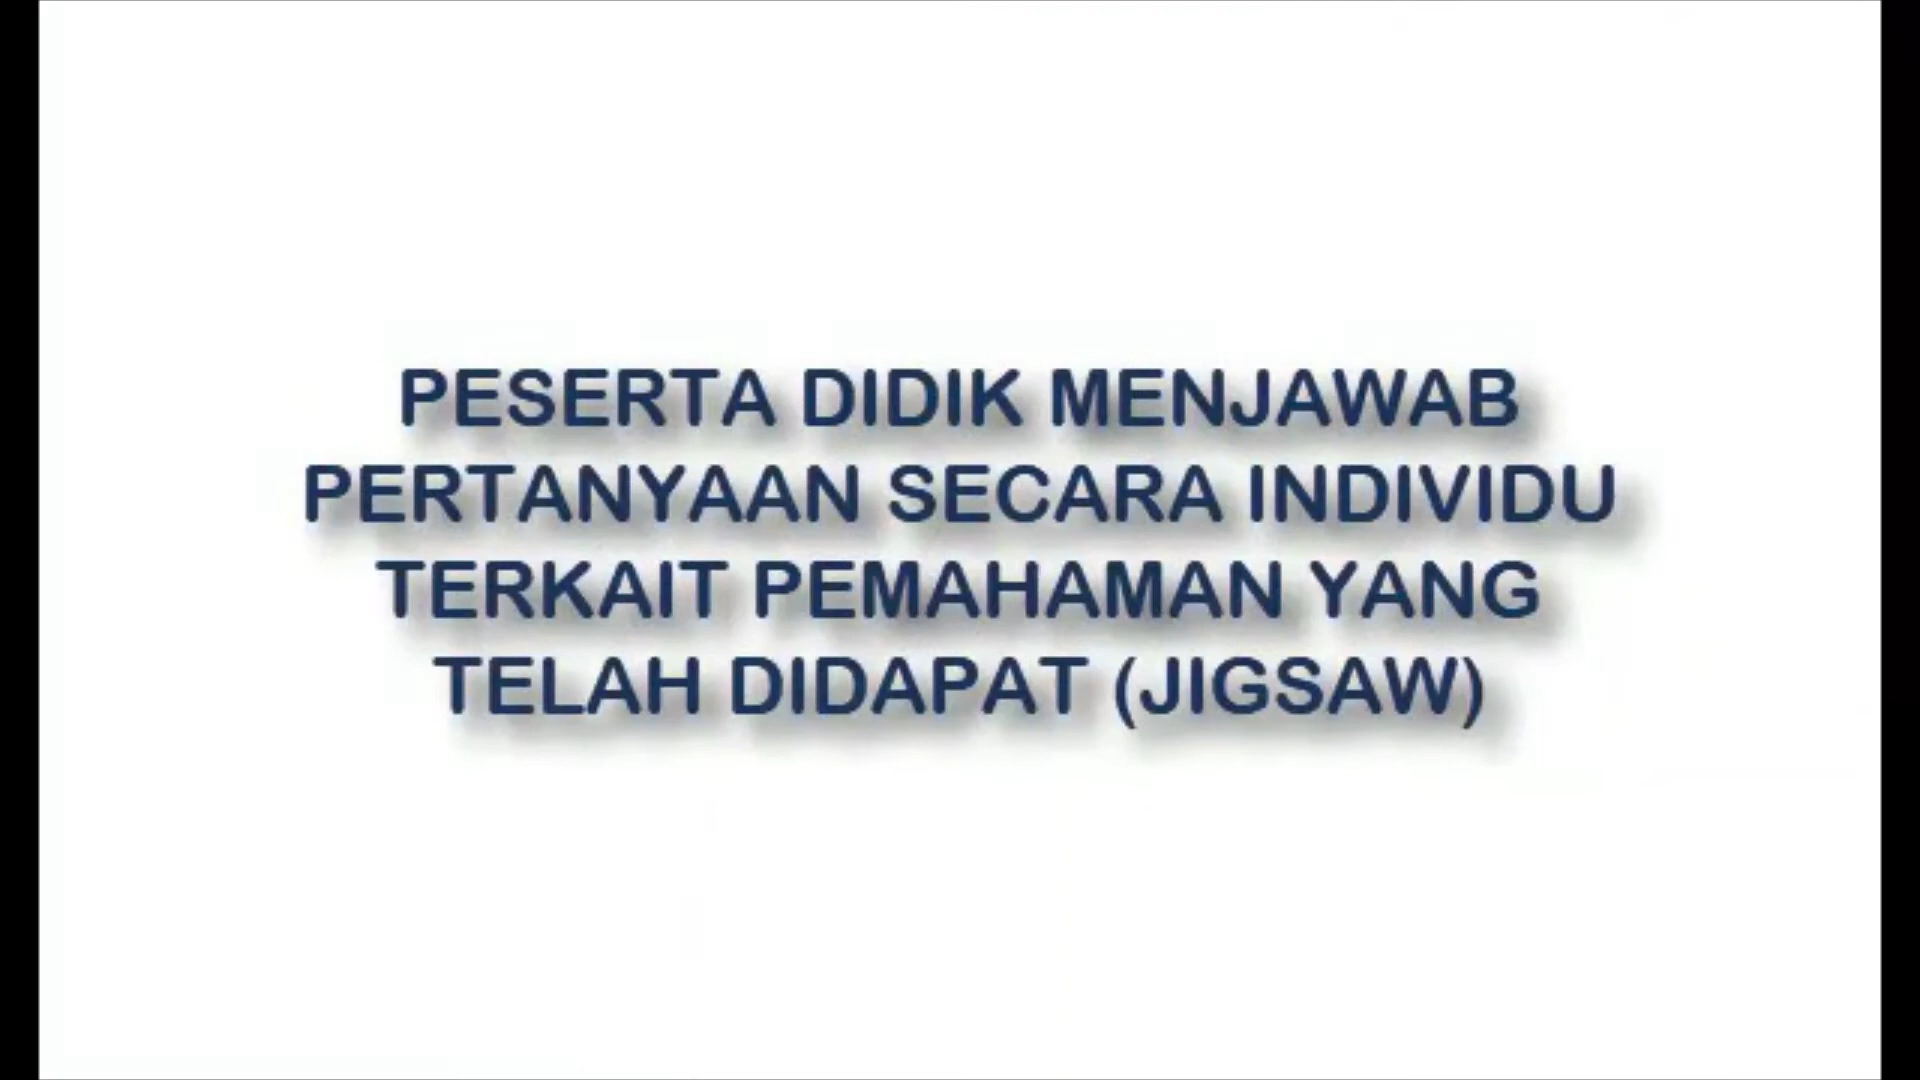 PESERTA DIDIK MENJAWAB
PERTANYAAN SECARA INDIVIDU
TERKAIT PEMAHAMAN YANG
TELAH DIDAPAT (JIGSAW)